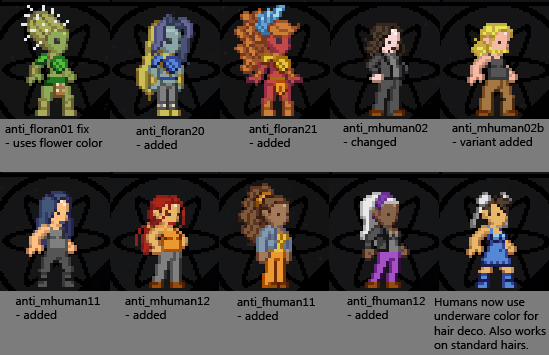 anti_floran01 fix
- uses flower color
anti_floran20
- added
anti_floran21
- added
anti_mhuman02
- changed
anti_mhuman02b
- variant added
anti_mhuman11
- added
anti_mhuman12
- added
anti_fhuman11
- added
anti_fhuman12
- added
Humans now use
underware color for
hair deco. Also works
on standard hairs.